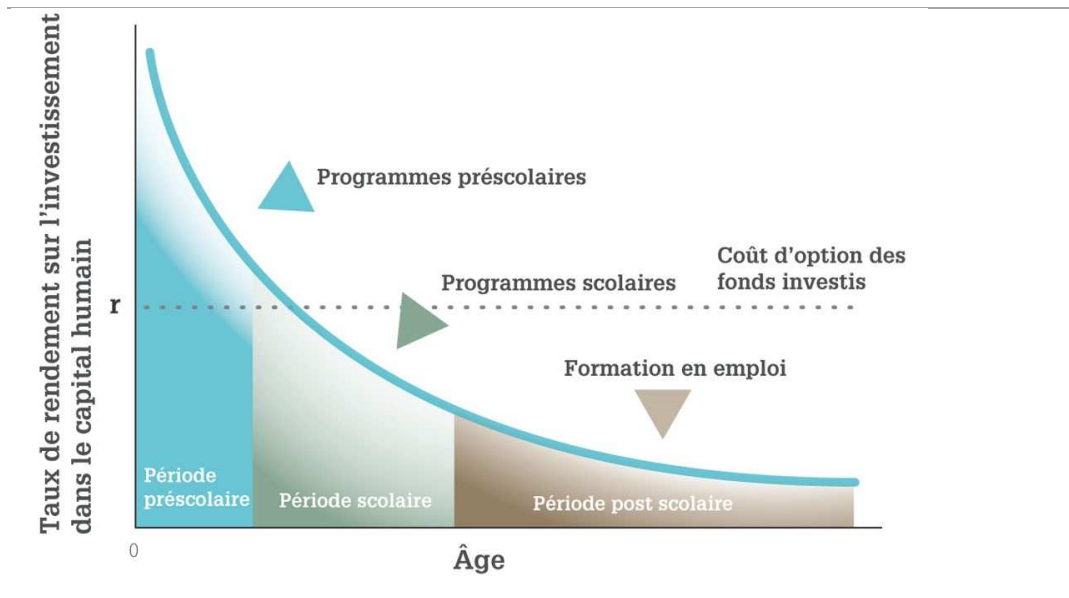 Taux de rendement sur l'investissement
dans le capital humain
Programmes préscolaires
Coût d'option des
fonds investis
Programmes scolaires
r
Formation en emploi
Période
préscolaire
Période scolaire
Période post scolaire
0
Âge